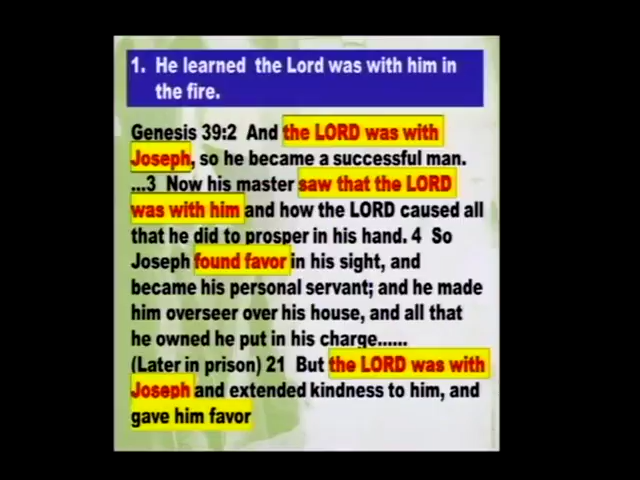 1. He learned the Lord was with him in
the fire.
Genesis 39:2 And the LORD was with
Joseph, so he became a successful man.
...3 Now his master saw that the LORD
was with him and how the LORD caused all
that he did to prosper in his hand. 4 So
Joseph found favor in his sight, and
became his personal servant; and he made
him overseer over his house, and all that
he owned he put in his charge......
(Later in prison) 21 But the LORD was with
Joseph and extended kindness to him, and
gave him favor